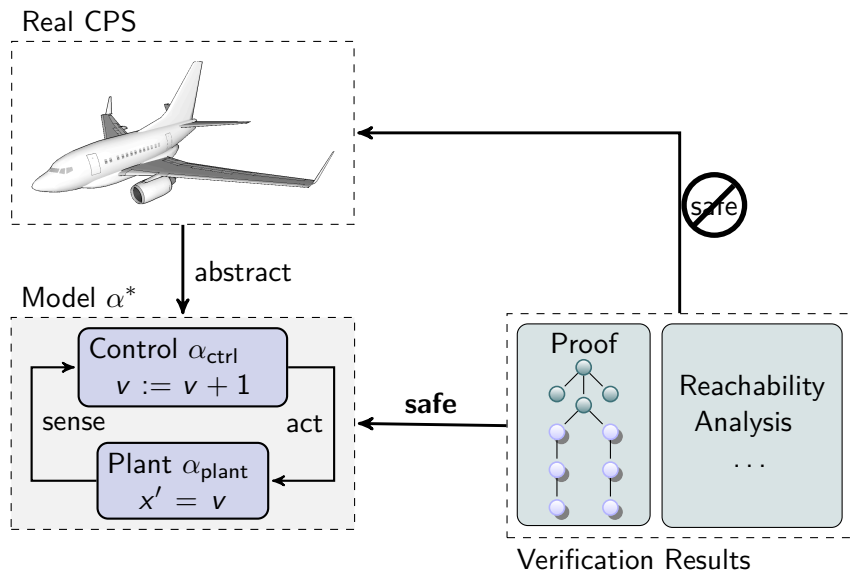 Real CPS
abstract
safe
Model α*
Control α_ctrl
v := v + 1
sense
act
Plant α_plant
x′ = v
safe
Proof
Reachability
Analysis
...
Verification Results